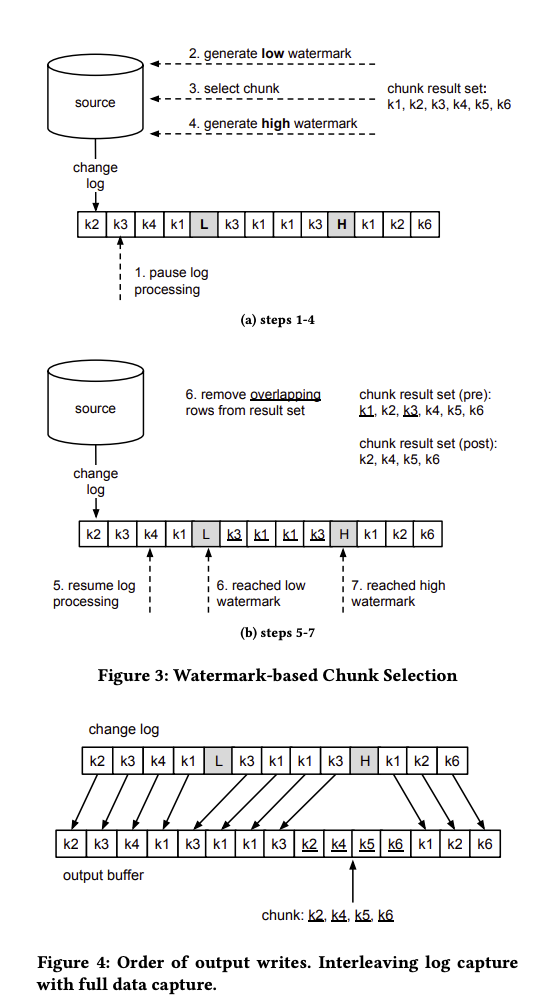 2. generate low watermark
source
3. select chunk
chunk result set:
k1, k2, k3, k4, k5, k6
4. generate high watermark
change
log
k2 k3 k4 k1 L k3 k1 k1 k3 H k1 k2 k6
1. pause log
processing
(a) steps 1-4
source
6. remove overlapping
rows from result set
chunk result set (pre):
k1, k2, k3, k4, k5, k6
chunk result set (post):
k2, k4, k5, k6
change
log
k2 k3 k4 k1 L k3 k1 k1 k3 H k1 k2 k6
5. resume log
processing
6. reached low
watermark
7. reached high
watermark
(b) steps 5-7
Figure 3: Watermark-based Chunk Selection
change log
k2 k3 k4 k1 L k3 k1 k1 k3 H k1 k2 k6
k2 k3 k4 k1 k3 k1 k1 k3 k2 k4 k5 k6 k1 k2 k6
output buffer
chunk: k2, k4, k5, k6
Figure 4: Order of output writes. Interleaving log capture
with full data capture.